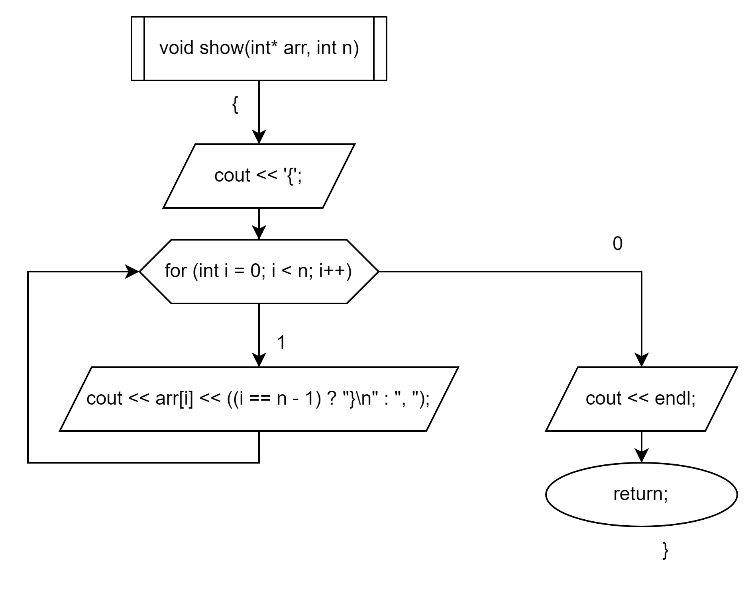 void show(int* arr, int n)
{
cout << '{';
0
for (int i = 0; i < n; i++)
1
cout << arr[i] << ((i == n - 1) ? "}\n" : ", ");
cout << endl;
return;
}